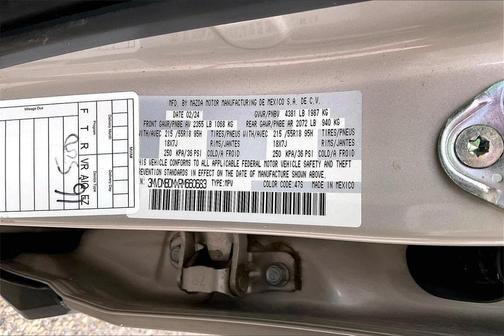 MFD. BY MAZDA MOTOR MANUFACTURING DE MEXICO S.A. DE C.V.
DATE 02/24 GVWR/PNBV 4381 LB 1987 KG
FRONT GAWR/PNBE AV 2355 LB 1068 KG REAR GAWR/PNBE AR 2072 LB 940 KG
WITH/AVEC 215/55R18 95H TIRES/PNEUS WITH/AVEC 215/55R18 95H TIRES/PNEUS
18X7J RIMS/JANTES 18X7J RIMS/JANTES
250 KPA/36 PSI COLD/A FROID 250 KPA/36 PSI COLD/A FROID
THIS VEHICLE CONFORMS TO ALL APPLICABLE FEDERAL MOTOR VEHICLE SAFETY AND THEFT
PREVENTION STANDARDS IN EFFECT ON THE DATE OF MANUFACTURE SHOWN ABOVE.
TYPE:MPV COLOR: 47S MADE IN MEXICO
Mileage Due
F T R VR